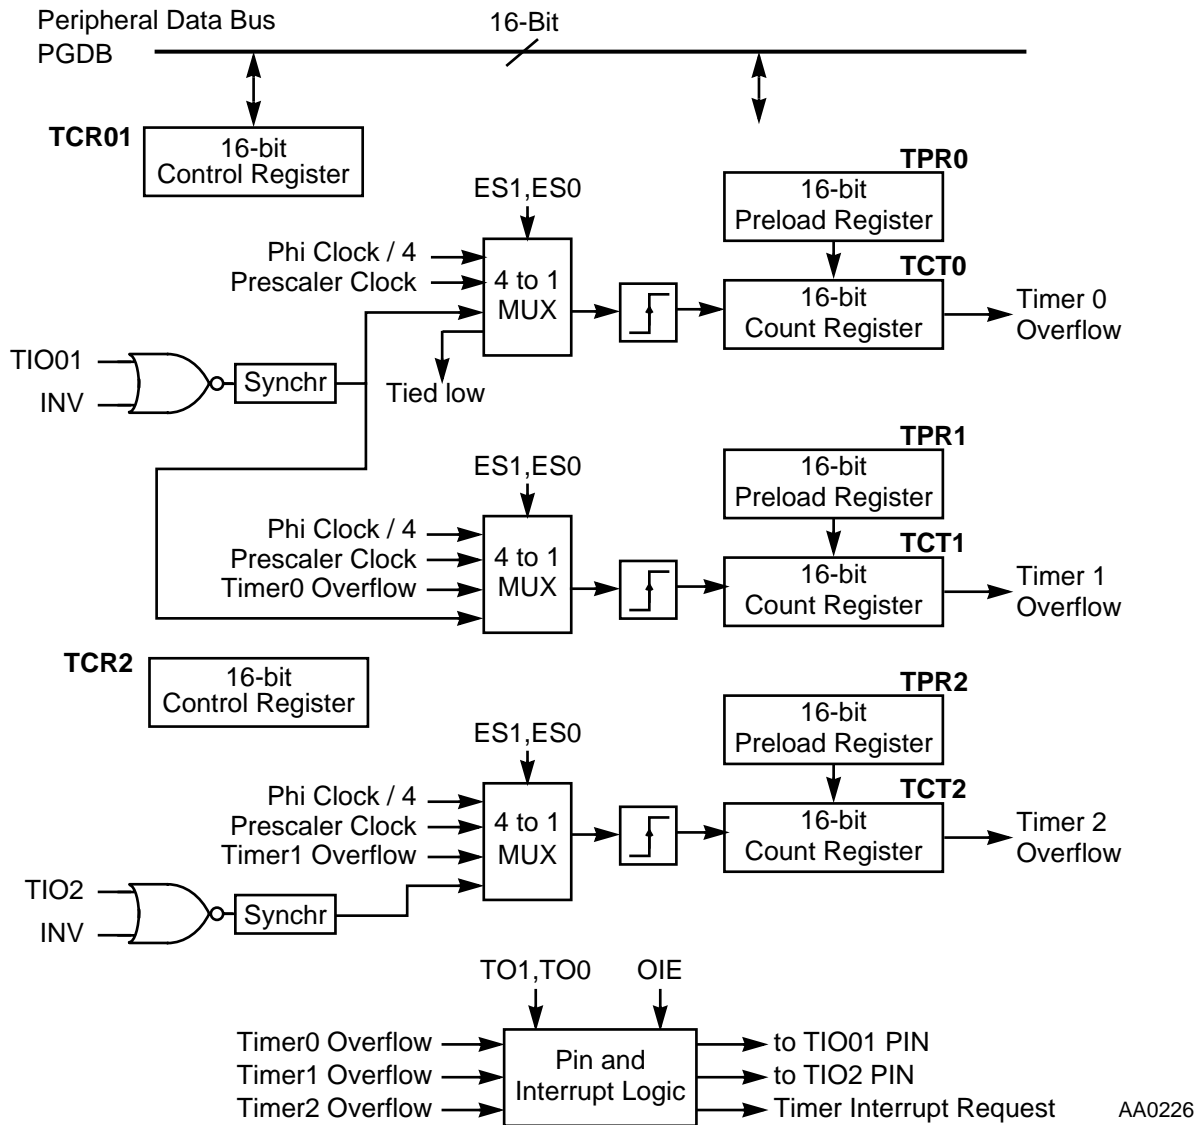 Peripheral Data Bus
16-Bit
PGDB
TCR01
16-bit
Control Register
TPR0
16-bit
Preload Register
ES1,ES0
Phi Clock / 4
Prescaler Clock
4 to 1
MUX
TCT0
16-bit
Count Register
Timer 0
Overflow
TIO01
INV
Synchr
Tied low
TPR1
16-bit
Preload Register
ES1,ES0
Phi Clock / 4
Prescaler Clock
Timer0 Overflow
4 to 1
MUX
TCT1
16-bit
Count Register
Timer 1
Overflow
TCR2
16-bit
Control Register
TPR2
16-bit
Preload Register
ES1,ES0
Phi Clock / 4
Prescaler Clock
Timer1 Overflow
4 to 1
MUX
TCT2
16-bit
Count Register
Timer 2
Overflow
TIO2
INV
Synchr
TO1,TO0
OIE
Timer0 Overflow
Timer1 Overflow
Timer2 Overflow
Pin and
Interrupt Logic
to TIO01 PIN
to TIO2 PIN
Timer Interrupt Request
AA0226